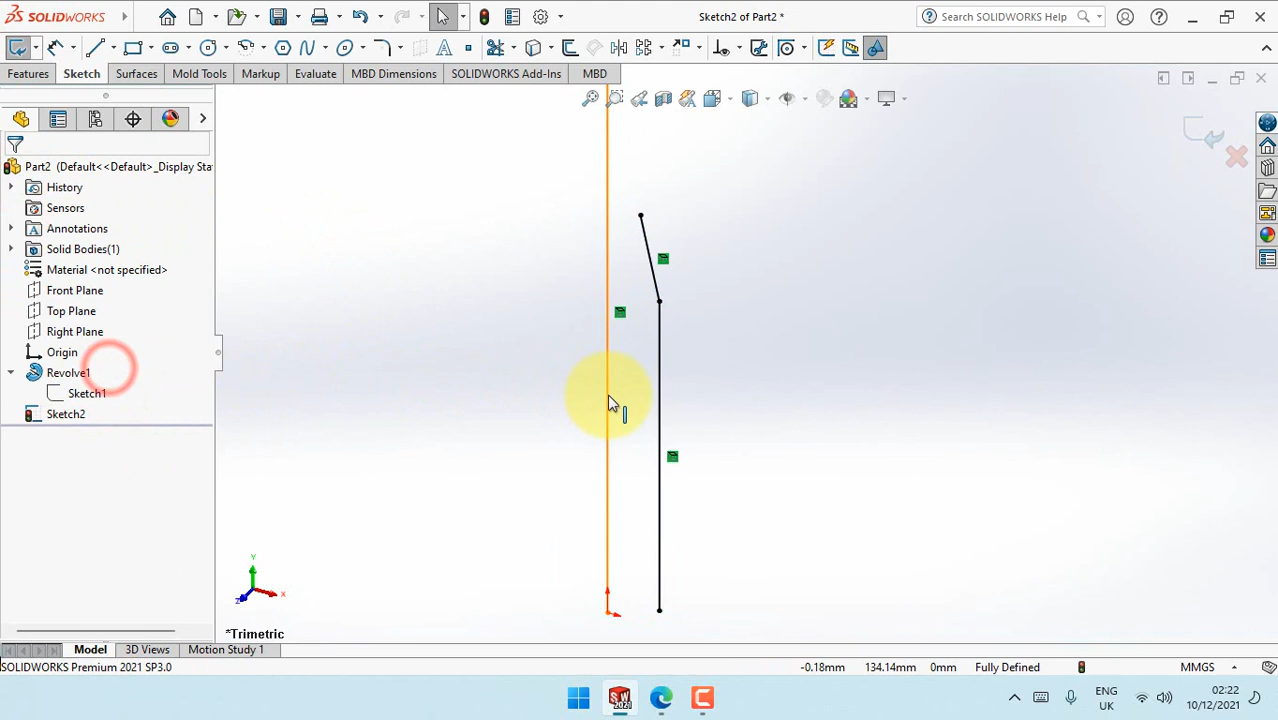 SOLIDWORKS
Sketch2 of Part2 *
Search SOLIDWORKS Help
Features
Sketch
Surfaces
Mold Tools
Markup
Evaluate
MBD Dimensions
SOLIDWORKS Add-Ins
MBD
Part2 (Default<<Default>_Display Sta
History
Sensors
Annotations
Solid Bodies(1)
Material <not specified>
Front Plane
Top Plane
Right Plane
Origin
Revolve1
Sketch1
Sketch2
Y
X
Z
*Trimetric
Model
3D Views
Motion Study 1
SOLIDWORKS Premium 2021 SP3.0
-0.18mm
134.14mm
0mm
Fully Defined
MMGS
SW
2021
ENG
UK
02:22
10/12/2021